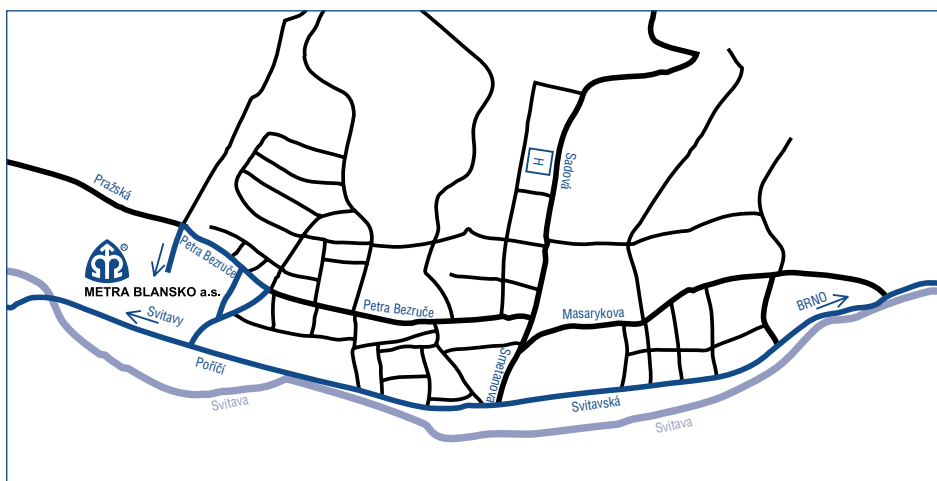 H
Sadová
Pražská
Petra Bezruče
METRA BLANSKO a.s.
Svitavy
Petra Bezruče
Masarykova
BRNO
Smetanova
Poříčí
Svitava
Svitavská
Svitava